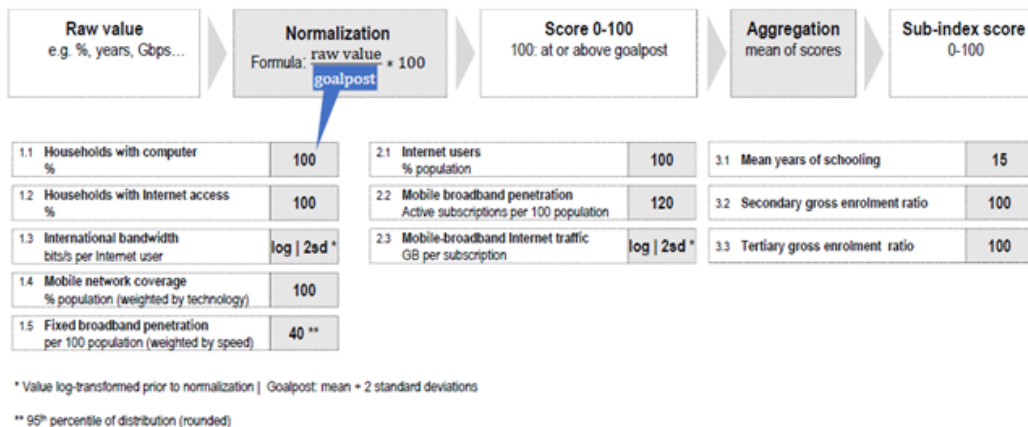 Raw value
e.g. %, years, Gbps…
Normalization
Formula: raw value / goalpost * 100
Score 0-100
100: at or above goalpost
Aggregation
mean of scores
Sub-index score
0-100
1.1 Households with computer
%
100
1.2 Households with Internet access
%
100
1.3 International bandwidth
bits/s per Internet user
log | 2sd *
1.4 Mobile network coverage
% population (weighted by technology)
100
1.5 Fixed broadband penetration
per 100 population (weighted by speed)
40 **
2.1 Internet users
% population
100
2.2 Mobile broadband penetration
Active subscriptions per 100 population
120
2.3 Mobile-broadband Internet traffic
GB per subscription
log | 2sd *
3.1 Mean years of schooling
15
3.2 Secondary gross enrolment ratio
100
3.3 Tertiary gross enrolment ratio
100
* Value log-transformed prior to normalization | Goalpost: mean + 2 standard deviations
** 95th percentile of distribution (rounded)